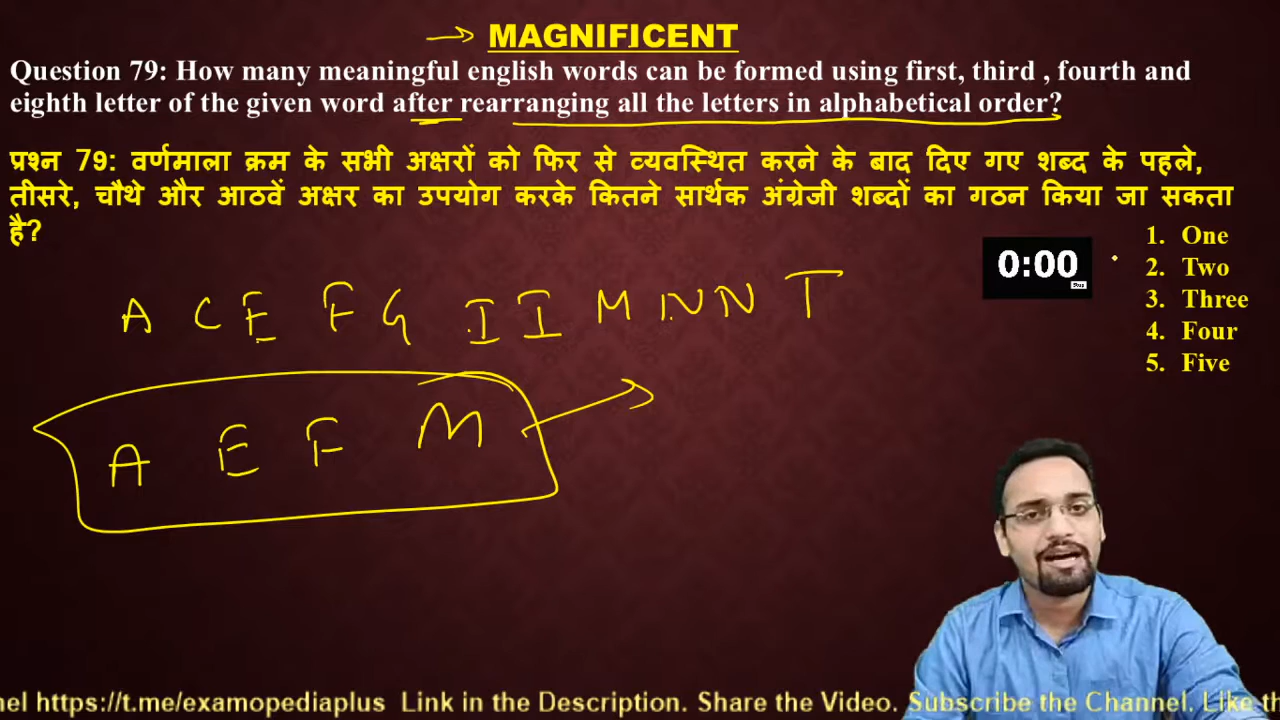 MAGNIFICENT
Question 79: How many meaningful english words can be formed using first, third , fourth and
eighth letter of the given word after rearranging all the letters in alphabetical order?
प्रश्न 79: वर्णमाला क्रम के सभी अक्षरों को फिर से व्यवस्थित करने के बाद दिए गए शब्द के पहले,
तीसरे, चौथे और आठवें अक्षर का उपयोग करके कितने सार्थक अंग्रेजी शब्दों का गठन किया जा सकता
है?
0:00
Stop
1. One
2. Two
3. Three
4. Four
5. Five
A C E F G I I M N N T
A E F M
nel https://t.me/examopediaplus Link in the Description. Share the Video. Subscribe the Channel. Like th